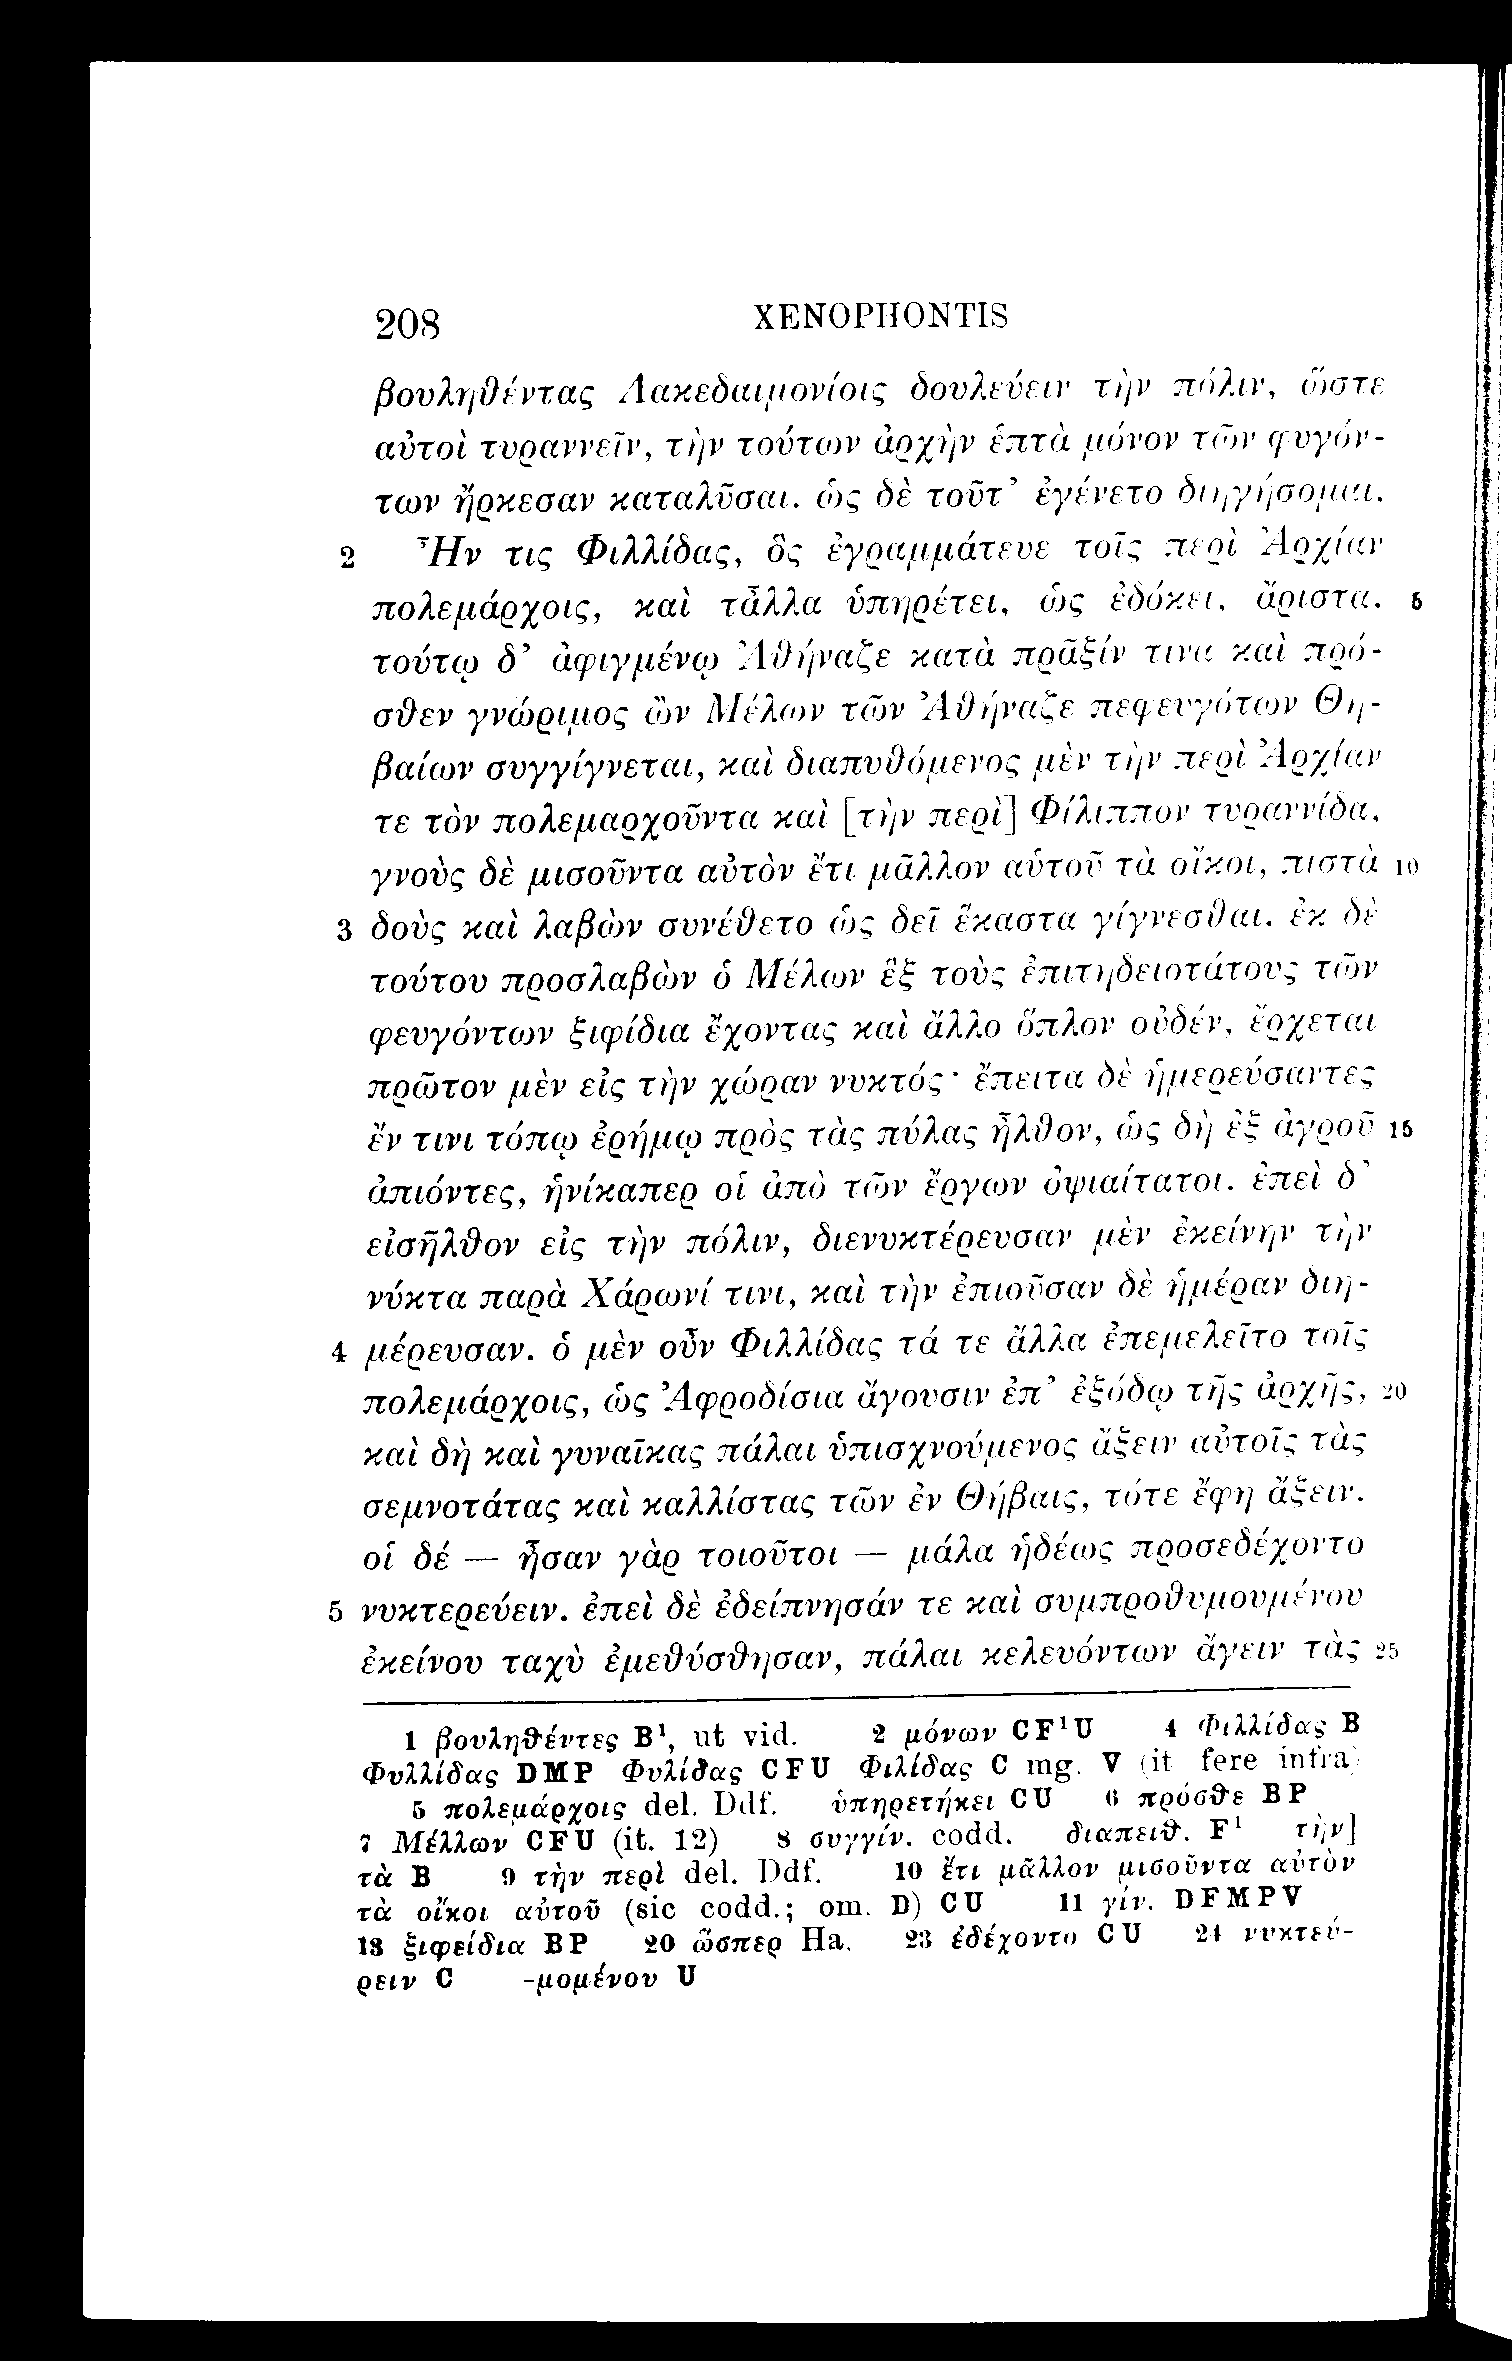 208 XENOPHONTIS
βουληθέντας Λακεδαιμονίοις δουλεύειν τὴν πόλιν, ὥστε
αὐτοὶ τυραννεῖν, τὴν τούτων ἀρχὴν ἑπτὰ μόνον τῶν φυγόν-
των ἤρκεσαν καταλῦσαι. ὡς δὲ τοῦτ’ ἐγένετο διηγήσομαι.
2 Ἦν τις Φιλλίδας, ὃς ἐγραμμάτευε τοῖς περὶ Ἀρχίαν
πολεμάρχοις, καὶ τἆλλα ὑπηρέτει, ὡς ἐδόκει, ἄριστα. 5
τούτῳ δ’ ἀφιγμένῳ Ἀθήναζε κατὰ πρᾶξίν τινα καὶ πρό-
σθεν γνώριμος ὢν Μέλων τῶν Ἀθήναζε πεφευγότων Θη-
βαίων συγγίγνεται, καὶ διαπυθόμενος μὲν τὴν περὶ Ἀρχίαν
τε τὸν πολεμαρχοῦντα καὶ [τὴν περὶ] Φίλιππον τυραννίδα,
γνοὺς δὲ μισοῦντα αὐτὸν ἔτι μᾶλλον αὑτοῦ τὰ οἴκοι, πιστὰ 10
3 δοὺς καὶ λαβὼν συνέθετο ὡς δεῖ ἕκαστα γίγνεσθαι. ἐκ δὲ
τούτου προσλαβὼν ὁ Μέλων ἓξ τοὺς ἐπιτηδειοτάτους τῶν
φευγόντων ξιφίδια ἔχοντας καὶ ἄλλο ὅπλον οὐδέν, ἔρχεται
πρῶτον μὲν εἰς τὴν χώραν νυκτός· ἔπειτα δὲ ἡμερεύσαντες
ἔν τινι τόπῳ ἐρήμῳ πρὸς τὰς πύλας ἦλθον, ὡς δὴ ἐξ ἀγροῦ 15
ἀπιόντες, ἡνίκαπερ οἱ ἀπὸ τῶν ἔργων ὀψιαίτατοι. ἐπεὶ δ’
εἰσῆλθον εἰς τὴν πόλιν, διενυκτέρευσαν μὲν ἐκείνην τὴν
νύκτα παρὰ Χάρωνί τινι, καὶ τὴν ἐπιοῦσαν δὲ ἡμέραν διη-
4 μέρευσαν. ὁ μὲν οὖν Φιλλίδας τά τε ἄλλα ἐπεμελεῖτο τοῖς
πολεμάρχοις, ὡς Ἀφροδίσια ἄγουσιν ἐπ’ ἐξόδῳ τῆς ἀρχῆς, 20
καὶ δὴ καὶ γυναῖκας πάλαι ὑπισχνούμενος ἄξειν αὐτοῖς τὰς
σεμνοτάτας καὶ καλλίστας τῶν ἐν Θήβαις, τότε ἔφη ἄξειν.
οἱ δέ — ἦσαν γὰρ τοιοῦτοι — μάλα ἡδέως προσεδέχοντο
5 νυκτερεύειν. ἐπεὶ δὲ ἐδείπνησάν τε καὶ συμπροθυμουμένου
ἐκείνου ταχὺ ἐμεθύσθησαν, πάλαι κελευόντων ἄγειν τὰς 25
1 βουληθέντες B¹, ut vid. 2 μόνων CF¹U 4 Φιλλίδας B
Φυλλίδας DMP Φυλίδας CFU Φιλίδας C mg. V (it fere infra)
5 πολεμάρχοις del. Ddf. ὑπηρετήκει CU 6 πρόσθε BP
7 Μέλλων CFU (it. 12) 8 συγγίν. codd. διαπειθ. F¹ τὴν]
τὰ B 9 τὴν περὶ del. Ddf. 10 ἔτι μᾶλλον μισοῦντα αὐτὸν
τὰ οἴκοι αὐτοῦ (sic codd.; om. D) CU 11 γίν. DFMPV
13 ξιφείδια BP 20 ὥσπερ Ha. 23 ἐδέχοντο CU 24 νυκτεύ-
ρειν C -μομένου U